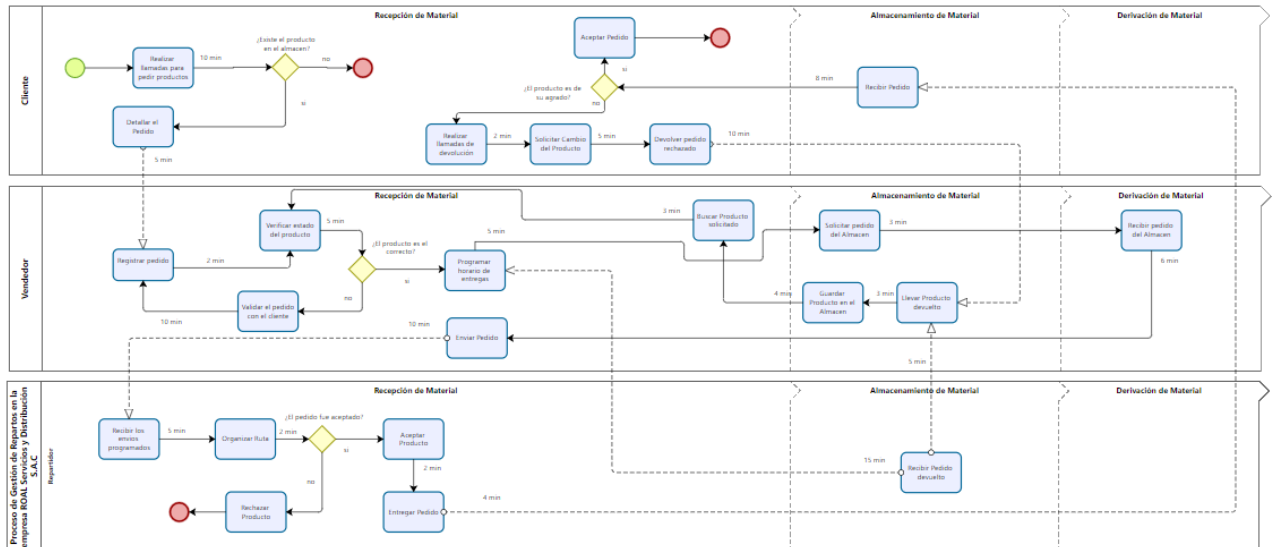 Cliente
Recepción de Material
Almacenamiento de Material
Derivación de Material
Realizar
llamadas para
pedir productos
10 min
¿Existe el producto
en el almacen?
no
si
Detallar el
Pedido
5 min
Aceptar Pedido
si
¿El producto es de
su agrado?
no
8 min
Recibir Pedido
Realizar
llamadas de
devolución
2 min
Solicitar Cambio
del Producto
5 min
Devolver pedido
rechazado
10 min
Vendedor
Recepción de Material
Almacenamiento de Material
Derivación de Material
Registrar pedido
2 min
Verificar estado
del producto
5 min
¿El producto es el
correcto?
no
si
Validar el pedido
con el cliente
10 min
Programar
horario de
entregas
5 min
Buscar Producto
solicitado
3 min
Solicitar pedido
del Almacen
3 min
Recibir pedido
del Almacen
6 min
4 min
Guardar
Producto en el
Almacen
3 min
Llevar Producto
devuelto
10 min
Enviar Pedido
5 min
Proceso de Gestión de Repartos en la
empresa ROAL Servicios y Distribución
S.A.C
Repartidor
Recepción de Material
Almacenamiento de Material
Derivación de Material
Recibir los
envios
programados
5 min
Organizar Ruta
2 min
¿El pedido fue aceptado?
si
no
Aceptar
Producto
2 min
Rechazar
Producto
Entregar Pedido
4 min
15 min
Recibir Pedido
devuelto